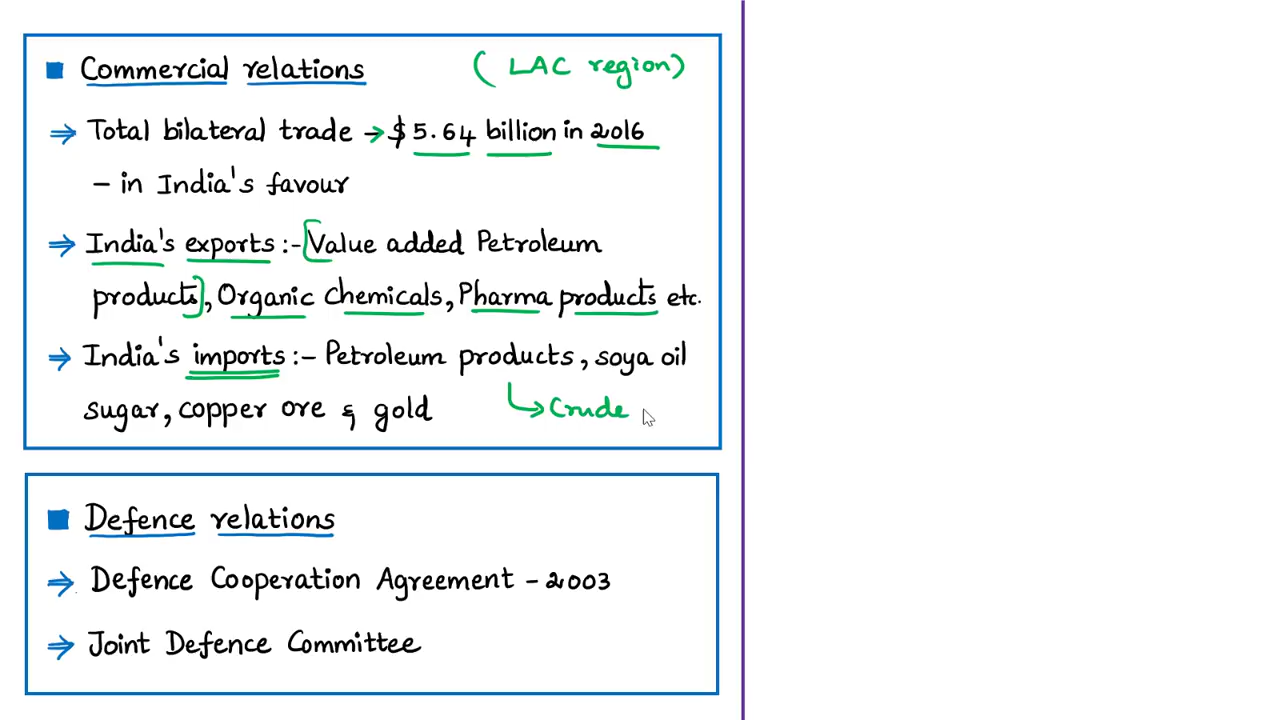 ■ Commercial relations (LAC region)
⇒ Total bilateral trade → $5.64 billion in 2016
– in India's favour
⇒ India's exports :- [Value added Petroleum
products], Organic Chemicals, Pharma products etc.
⇒ India's imports :– Petroleum products, soya oil
sugar, copper ore & gold ↳ Crude
■ Defence relations
⇒ Defence Cooperation Agreement – 2003
⇒ Joint Defence Committee